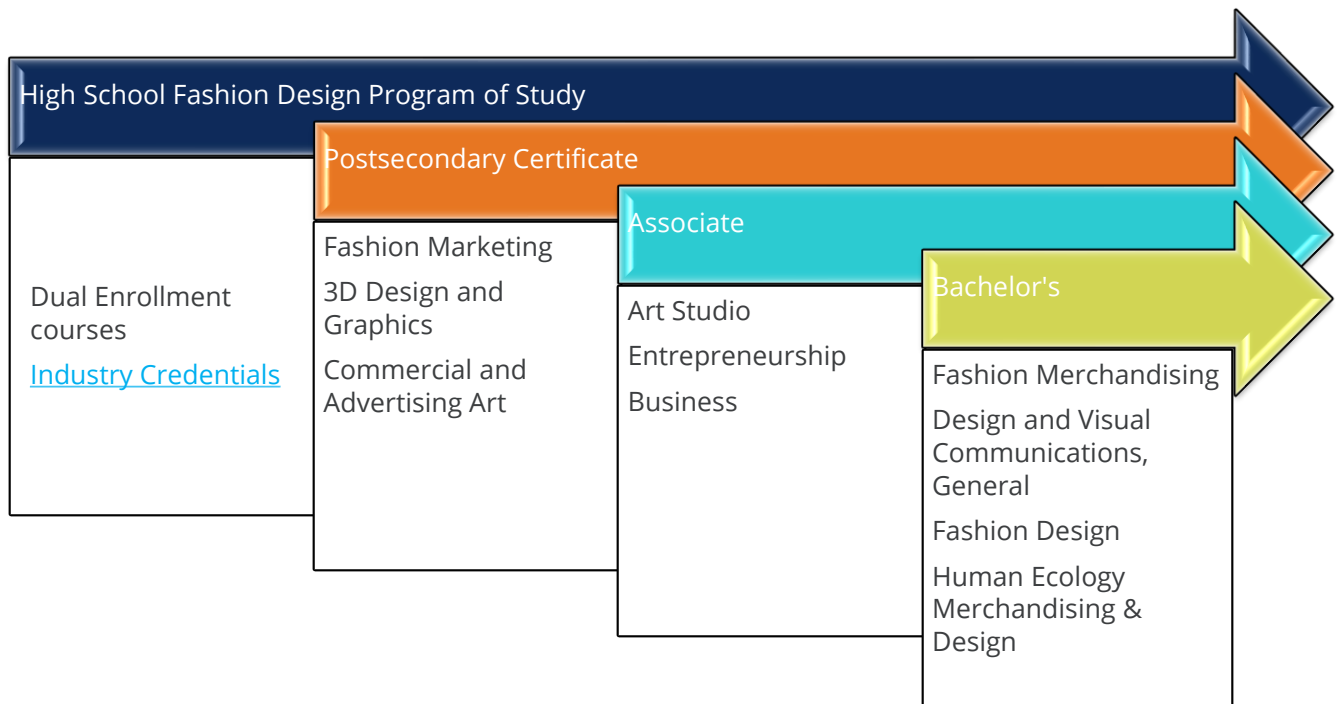 High School Fashion Design Program of Study
Dual Enrollment
courses
Industry Credentials
Postsecondary Certificate
Fashion Marketing
3D Design and
Graphics
Commercial and
Advertising Art
Associate
Art Studio
Entrepreneurship
Business
Bachelor's
Fashion Merchandising
Design and Visual
Communications,
General
Fashion Design
Human Ecology
Merchandising &
Design